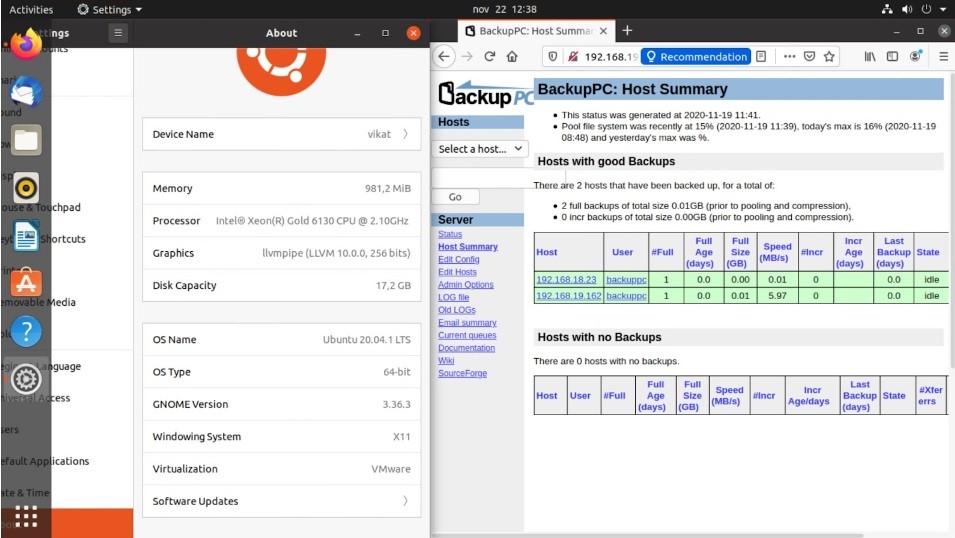 Activities
Settings
nov 22 12:38
ttings
About
Device Name
vikat
Memory
981,2 MiB
Processor
Intel® Xeon(R) Gold 6130 CPU @ 2.10GHz
Graphics
llvmpipe (LLVM 10.0.0, 256 bits)
Disk Capacity
17,2 GB
OS Name
Ubuntu 20.04.1 LTS
OS Type
64-bit
GNOME Version
3.36.3
Windowing System
X11
Virtualization
VMware
Software Updates
ouse & Touchpad
Shortcuts
emovable Media
Language
niversal Access
sers
efault Applications
ate & Time
BackupPC: Host Summar
192.168.19
Recommendation
BackupPC
Hosts
Select a host...
Go
Server
Status
Host Summary
Edit Config
Edit Hosts
Admin Options
LOG file
Old LOGs
Email summary
Current queues
Documentation
Wiki
SourceForge
BackupPC: Host Summary
• This status was generated at 2020-11-19 11:41.
• Pool file system was recently at 15% (2020-11-19 11:39), today's max is 16% (2020-11-19
08:48) and yesterday's max was %.
Hosts with good Backups
There are 2 hosts that have been backed up, for a total of:
• 2 full backups of total size 0.01GB (prior to pooling and compression),
• 0 incr backups of total size 0.00GB (prior to pooling and compression).
Host User #Full Full Age (days) Full Size (GB) Speed (MB/s) #Incr Incr Age (days) Last Backup (days) State
192.168.18.23 backuppc 1 0.0 0.00 0.01 0 0.0 idle
192.168.19.162 backuppc 1 0.0 0.00 5.97 0 0.0 idle
Hosts with no Backups
There are 0 hosts with no backups.
Host User #Full Full Age (days) Full Size (GB) Speed (MB/s) #Incr Incr Age/days Last Backup (days) State #Xfer errs